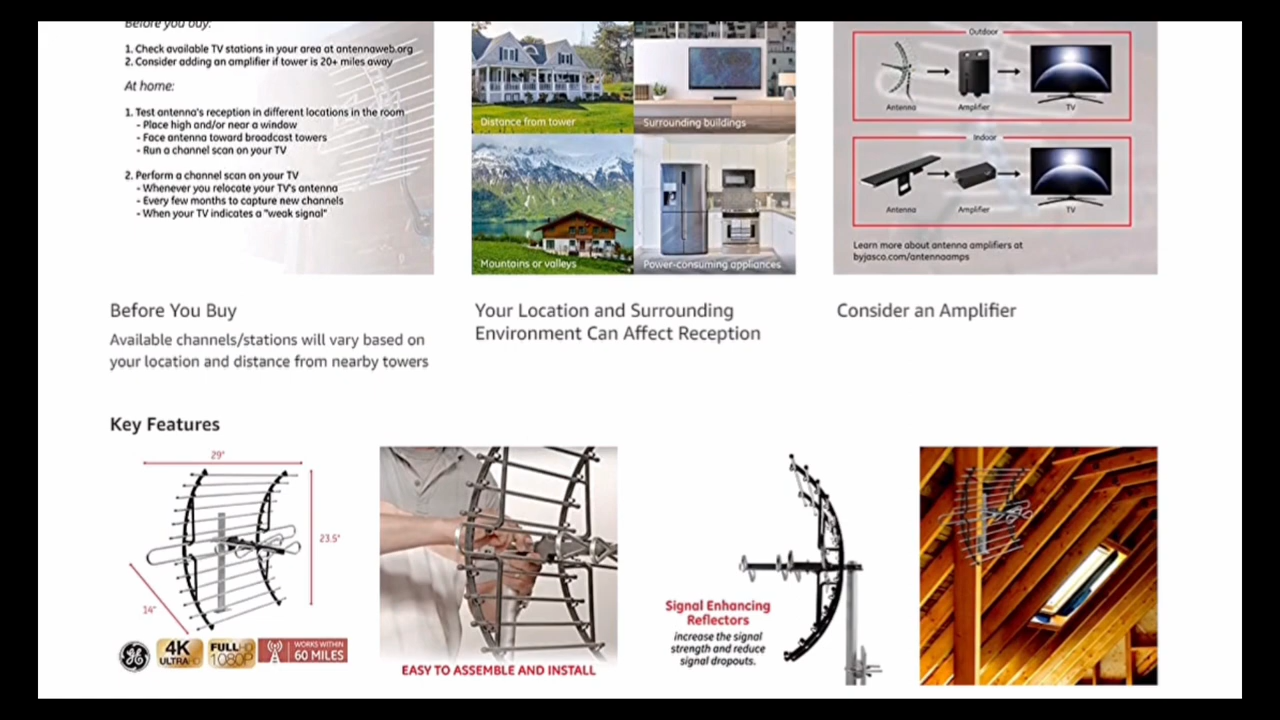 Before you buy:
1. Check available TV stations in your area at antennaweb.org
2. Consider adding an amplifier if tower is 20+ miles away
At home:
1. Test antenna's reception in different locations in the room
- Place high and/or near a window
- Face antenna toward broadcast towers
- Run a channel scan on your TV
2. Perform a channel scan on your TV
- Whenever you relocate your TV's antenna
- Every few months to capture new channels
- When your TV indicates a "weak signal"
Distance from tower
Surrounding buildings
Mountains or valleys
Power-consuming appliances
Outdoor
Antenna
Amplifier
TV
Indoor
Antenna
Amplifier
TV
Learn more about antenna amplifiers at
byjasco.com/antennaamps
Before You Buy
Available channels/stations will vary based on
your location and distance from nearby towers
Your Location and Surrounding
Environment Can Affect Reception
Consider an Amplifier
Key Features
29"
23.5"
14"
GE
4K
ULTRA HD
FULL HD
1080P
WORKS WITHIN
60 MILES
EASY TO ASSEMBLE AND INSTALL
Signal Enhancing
Reflectors
increase the signal
strength and reduce
signal dropouts.